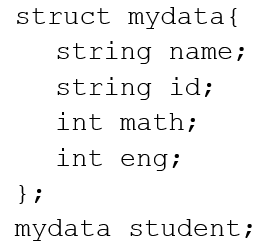 struct mydata{
    string name;
    string id;
    int math;
    int eng;
};
mydata student;